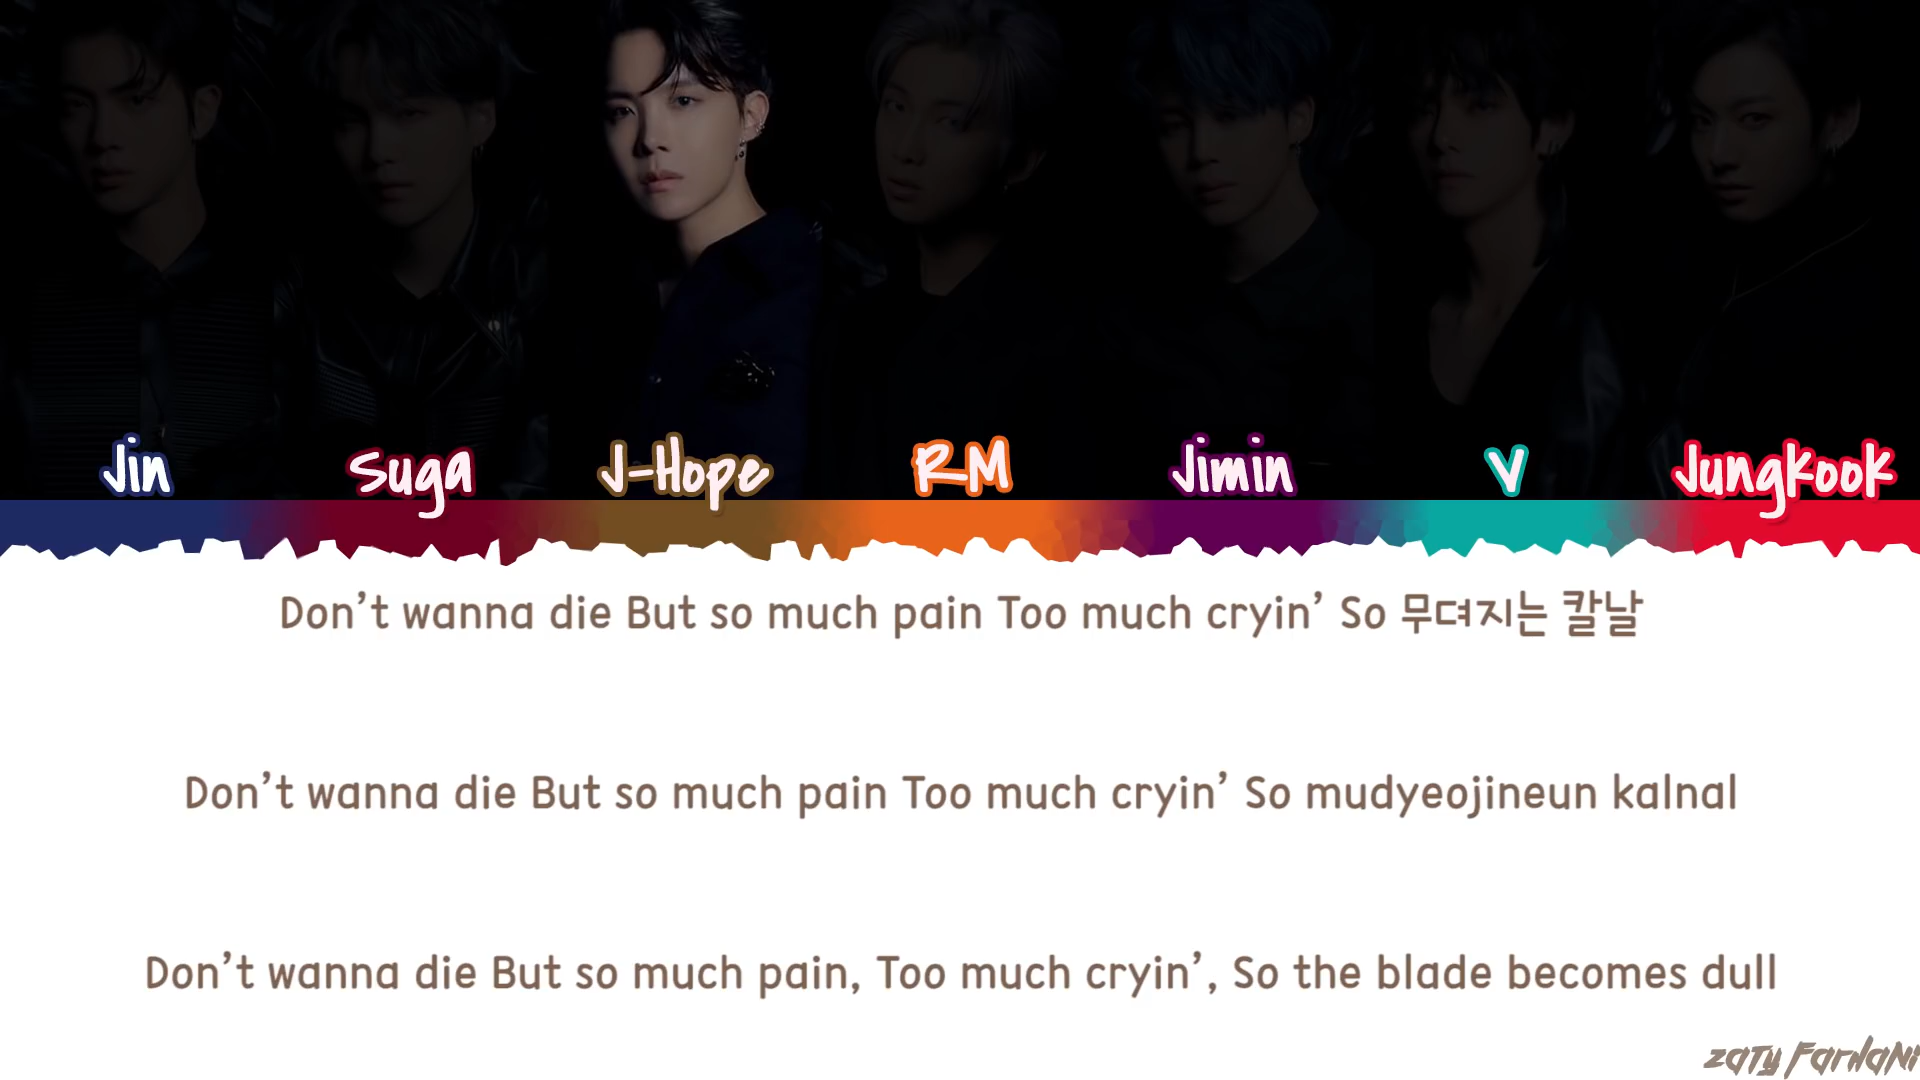 Jin Suga J-Hope RM Jimin V Jungkook
Don't wanna die But so much pain Too much cryin' So 무뎌지는 칼날
Don't wanna die But so much pain Too much cryin' So mudyeojineun kalnal
Don't wanna die But so much pain, Too much cryin', So the blade becomes dull
ZATY FARHANI